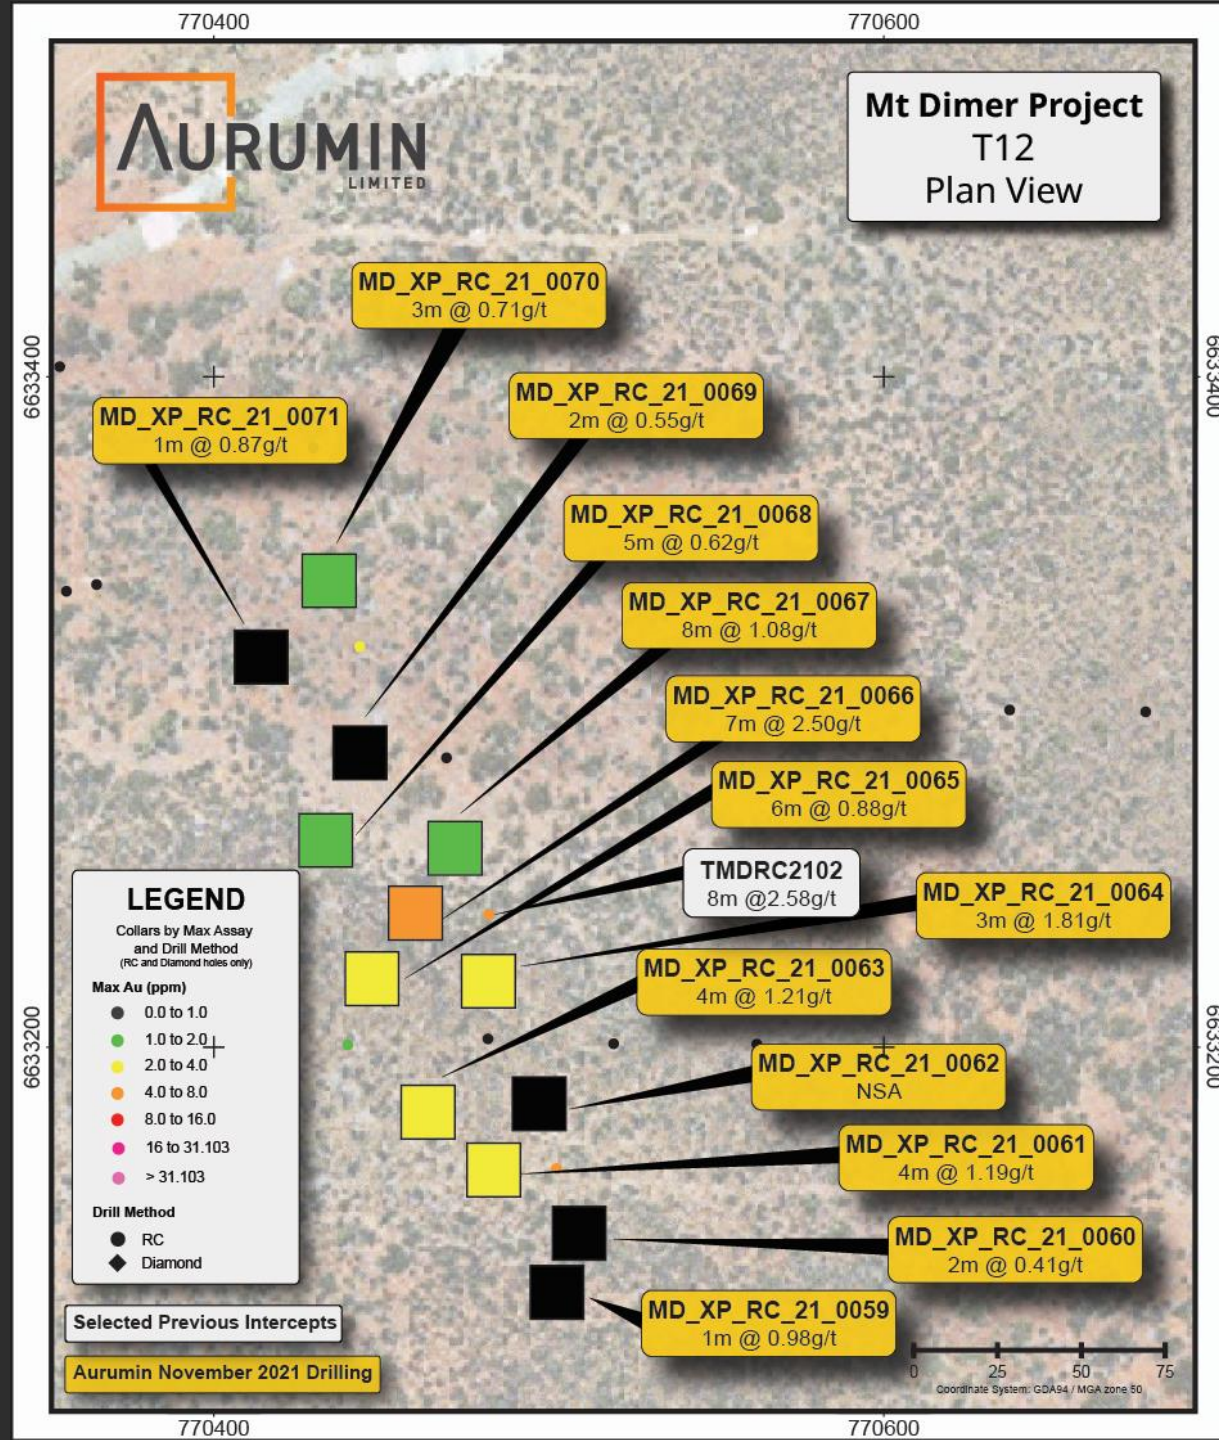 770400
770600
AURUMIN
LIMITED
Mt Dimer Project
T12
Plan View
MD_XP_RC_21_0070
3m @ 0.71g/t
6633400
6633400
MD_XP_RC_21_0069
2m @ 0.55g/t
MD_XP_RC_21_0071
1m @ 0.87g/t
MD_XP_RC_21_0068
5m @ 0.62g/t
MD_XP_RC_21_0067
8m @ 1.08g/t
MD_XP_RC_21_0066
7m @ 2.50g/t
MD_XP_RC_21_0065
6m @ 0.88g/t
TMDRC2102
8m @2.58g/t
MD_XP_RC_21_0064
3m @ 1.81g/t
MD_XP_RC_21_0063
4m @ 1.21g/t
6633200
6633200
MD_XP_RC_21_0062
NSA
MD_XP_RC_21_0061
4m @ 1.19g/t
MD_XP_RC_21_0060
2m @ 0.41g/t
MD_XP_RC_21_0059
1m @ 0.98g/t
LEGEND
Collars by Max Assay
and Drill Method
(RC and Diamond holes only)
Max Au (ppm)
0.0 to 1.0
1.0 to 2.0
2.0 to 4.0
4.0 to 8.0
8.0 to 16.0
16 to 31.103
> 31.103
Drill Method
RC
Diamond
Selected Previous Intercepts
Aurumin November 2021 Drilling
0 25 50 75
Coordinate System: GDA94 / MGA zone 50
770400
770600